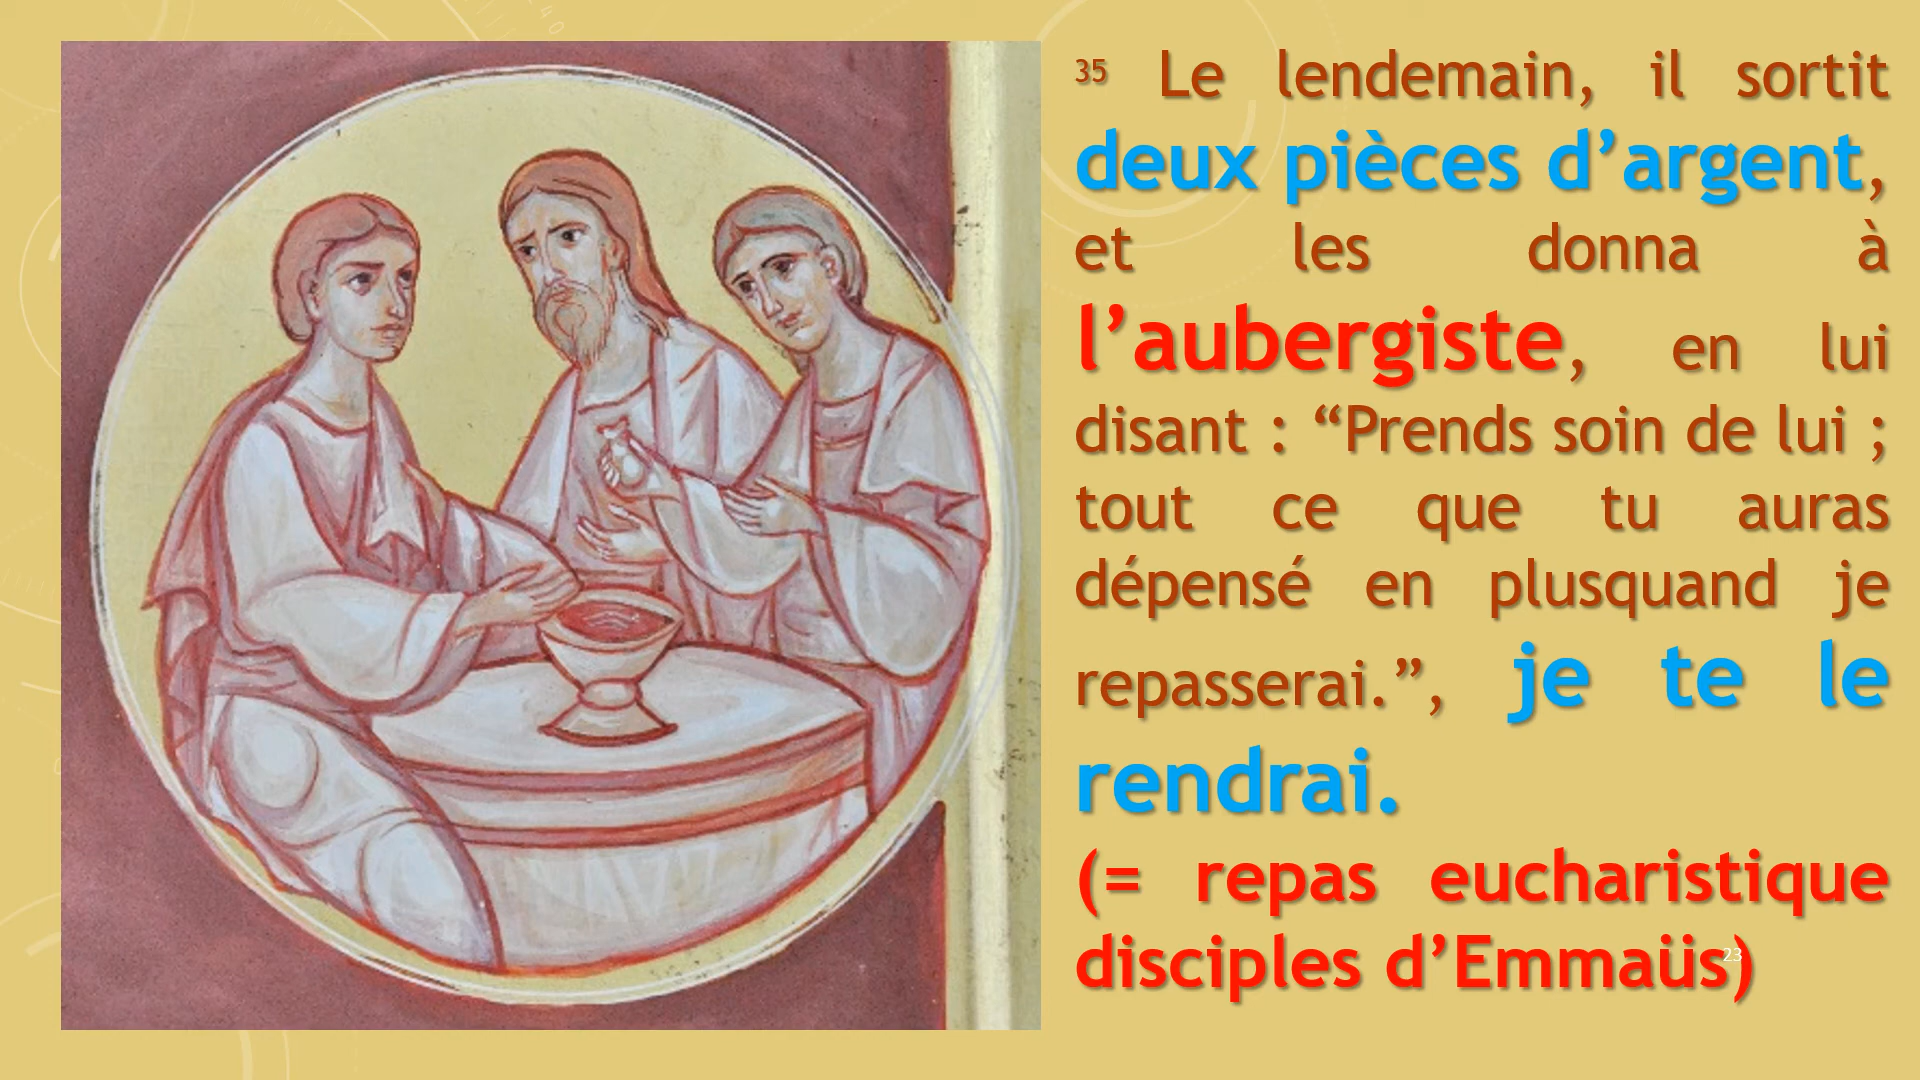 35 Le lendemain, il sortit
deux pièces d’argent,
et les donna à
l’aubergiste, en lui
disant : “Prends soin de lui ;
tout ce que tu auras
dépensé en plusquand je
repasserai.”, je te le
rendrai.
(= repas eucharistique
disciples d’Emmaüs)
23